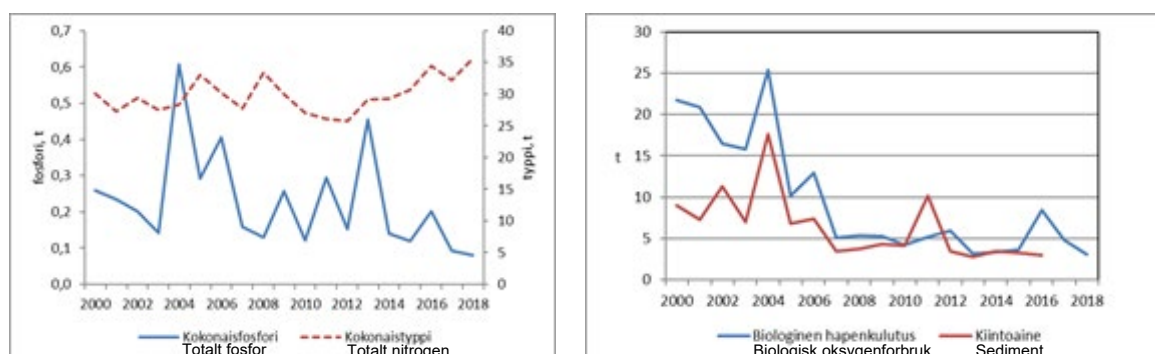 0,7
0,6
0,5
0,4
0,3
0,2
0,1
0,0
fosfori, t
40
35
30
25
20
15
10
5
0
typpi, t
2000 2002 2004 2006 2008 2010 2012 2014 2016 2018
Kokonaisfosfori Kokonaistyppi
Totalt fosfor Totalt nitrogen
30
25
20
15
10
5
0
t
2000 2002 2004 2006 2008 2010 2012 2014 2016 2018
Biologinen hapenkulutus Kiintoaine
Biologisk oksygenforbruk Sediment